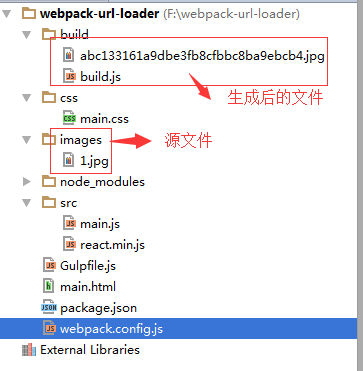 webpack-url-loader (F:\webpack-url-loader)
build
abc133161a9dbe3fb8cfbbc8ba9ebcb4.jpg
build.js
生成后的文件
css
main.css
images
源文件
1.jpg
node_modules
src
main.js
react.min.js
Gulpfile.js
main.html
package.json
webpack.config.js
External Libraries